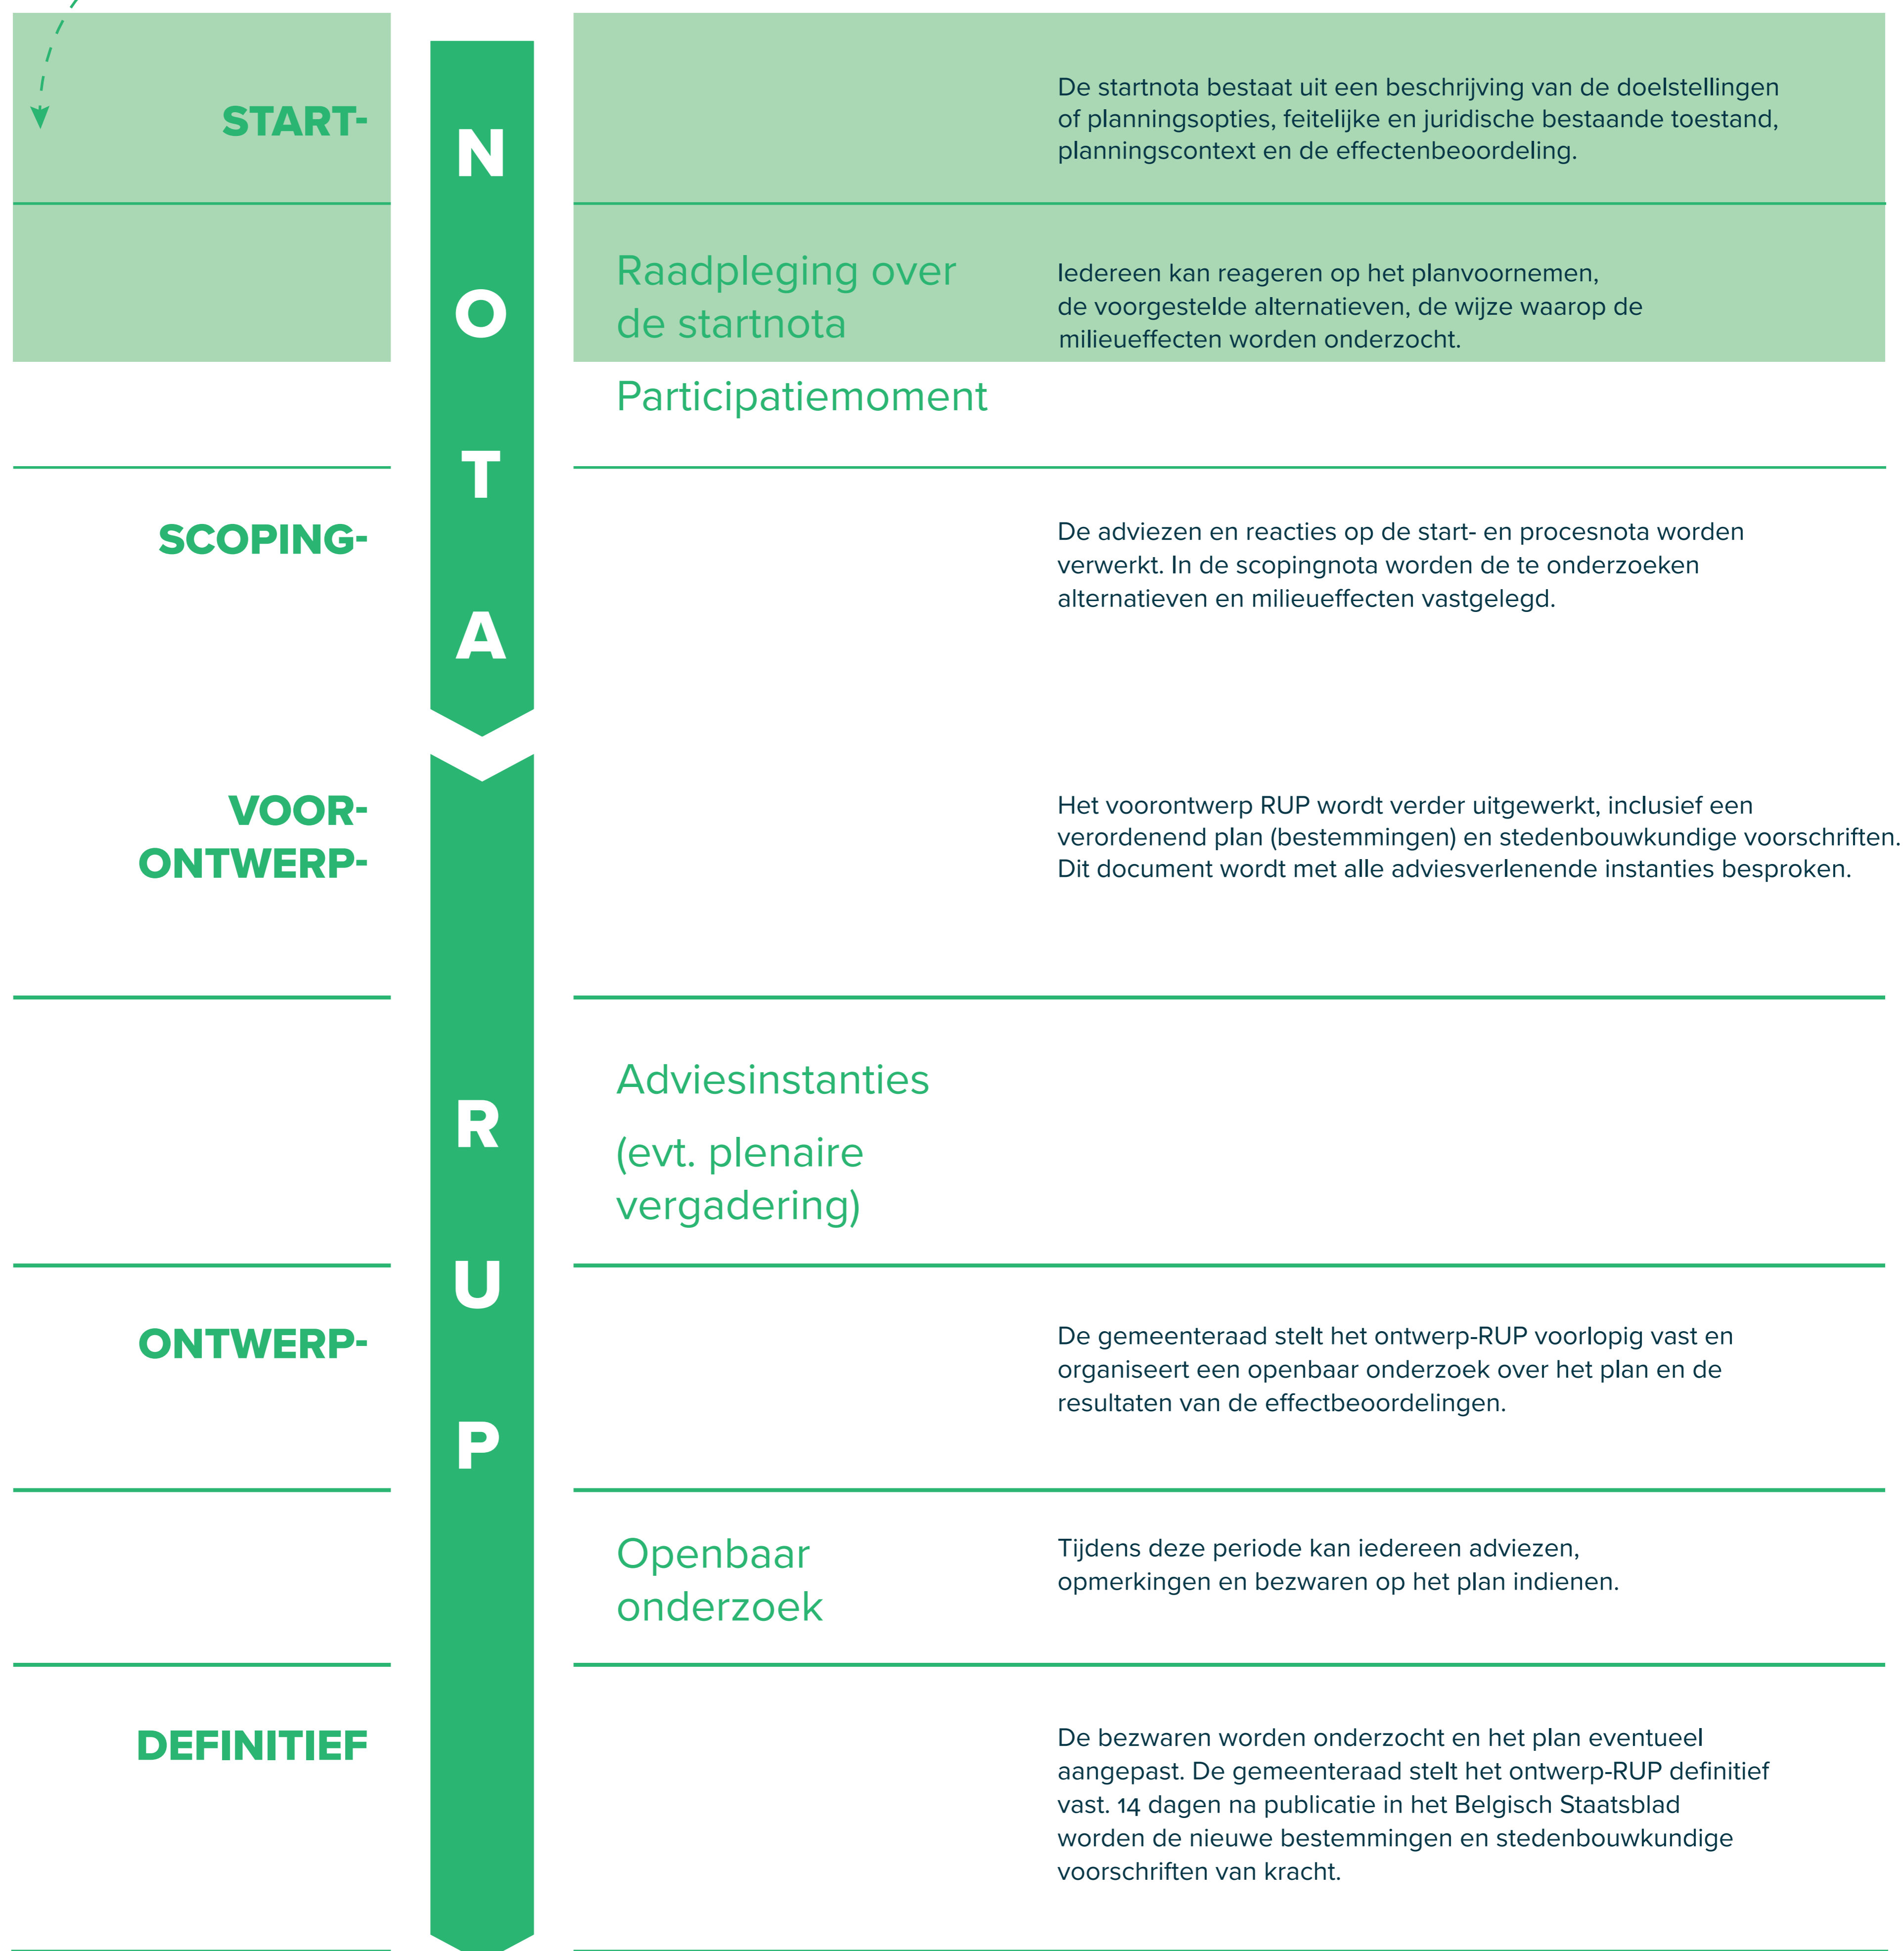 START-
De startnota bestaat uit een beschrijving van de doelstellingen
of planningsopties, feitelijke en juridische bestaande toestand,
planningscontext en de effectenbeoordeling.
Raadpleging over
de startnota
Iedereen kan reageren op het planvoornemen,
de voorgestelde alternatieven, de wijze waarop de
milieueffecten worden onderzocht.
Participatiemoment
NOTA
SCOPING-
De adviezen en reacties op de start- en procesnota worden
verwerkt. In de scopingnota worden de te onderzoeken
alternatieven en milieueffecten vastgelegd.
VOOR-
ONTWERP-
Het voorontwerp RUP wordt verder uitgewerkt, inclusief een
verordenend plan (bestemmingen) en stedenbouwkundige voorschriften.
Dit document wordt met alle adviesverlenende instanties besproken.
Adviesinstanties
(evt. plenaire
vergadering)
RUP
ONTWERP-
De gemeenteraad stelt het ontwerp-RUP voorlopig vast en
organiseert een openbaar onderzoek over het plan en de
resultaten van de effectbeoordelingen.
Openbaar
onderzoek
Tijdens deze periode kan iedereen adviezen,
opmerkingen en bezwaren op het plan indienen.
DEFINITIEF
De bezwaren worden onderzocht en het plan eventueel
aangepast. De gemeenteraad stelt het ontwerp-RUP definitief
vast. 14 dagen na publicatie in het Belgisch Staatsblad
worden de nieuwe bestemmingen en stedenbouwkundige
voorschriften van kracht.